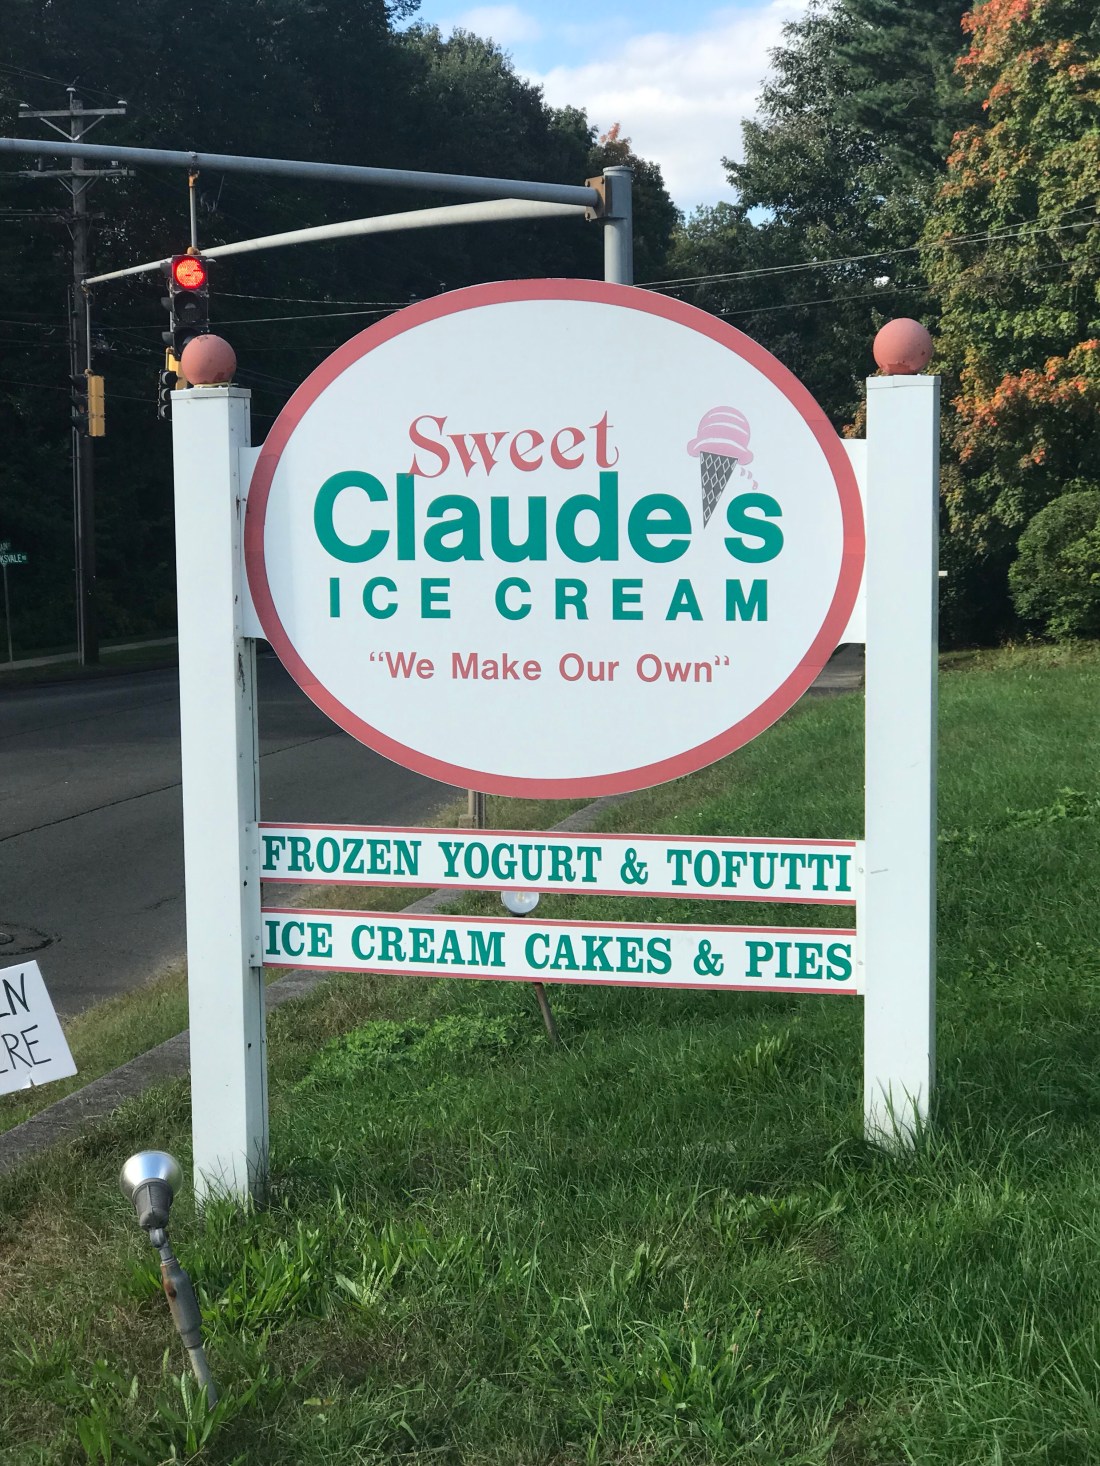 Sweet
Claude's
ICE CREAM
"We Make Our Own"
FROZEN YOGURT & TOFUTTI
ICE CREAM CAKES & PIES